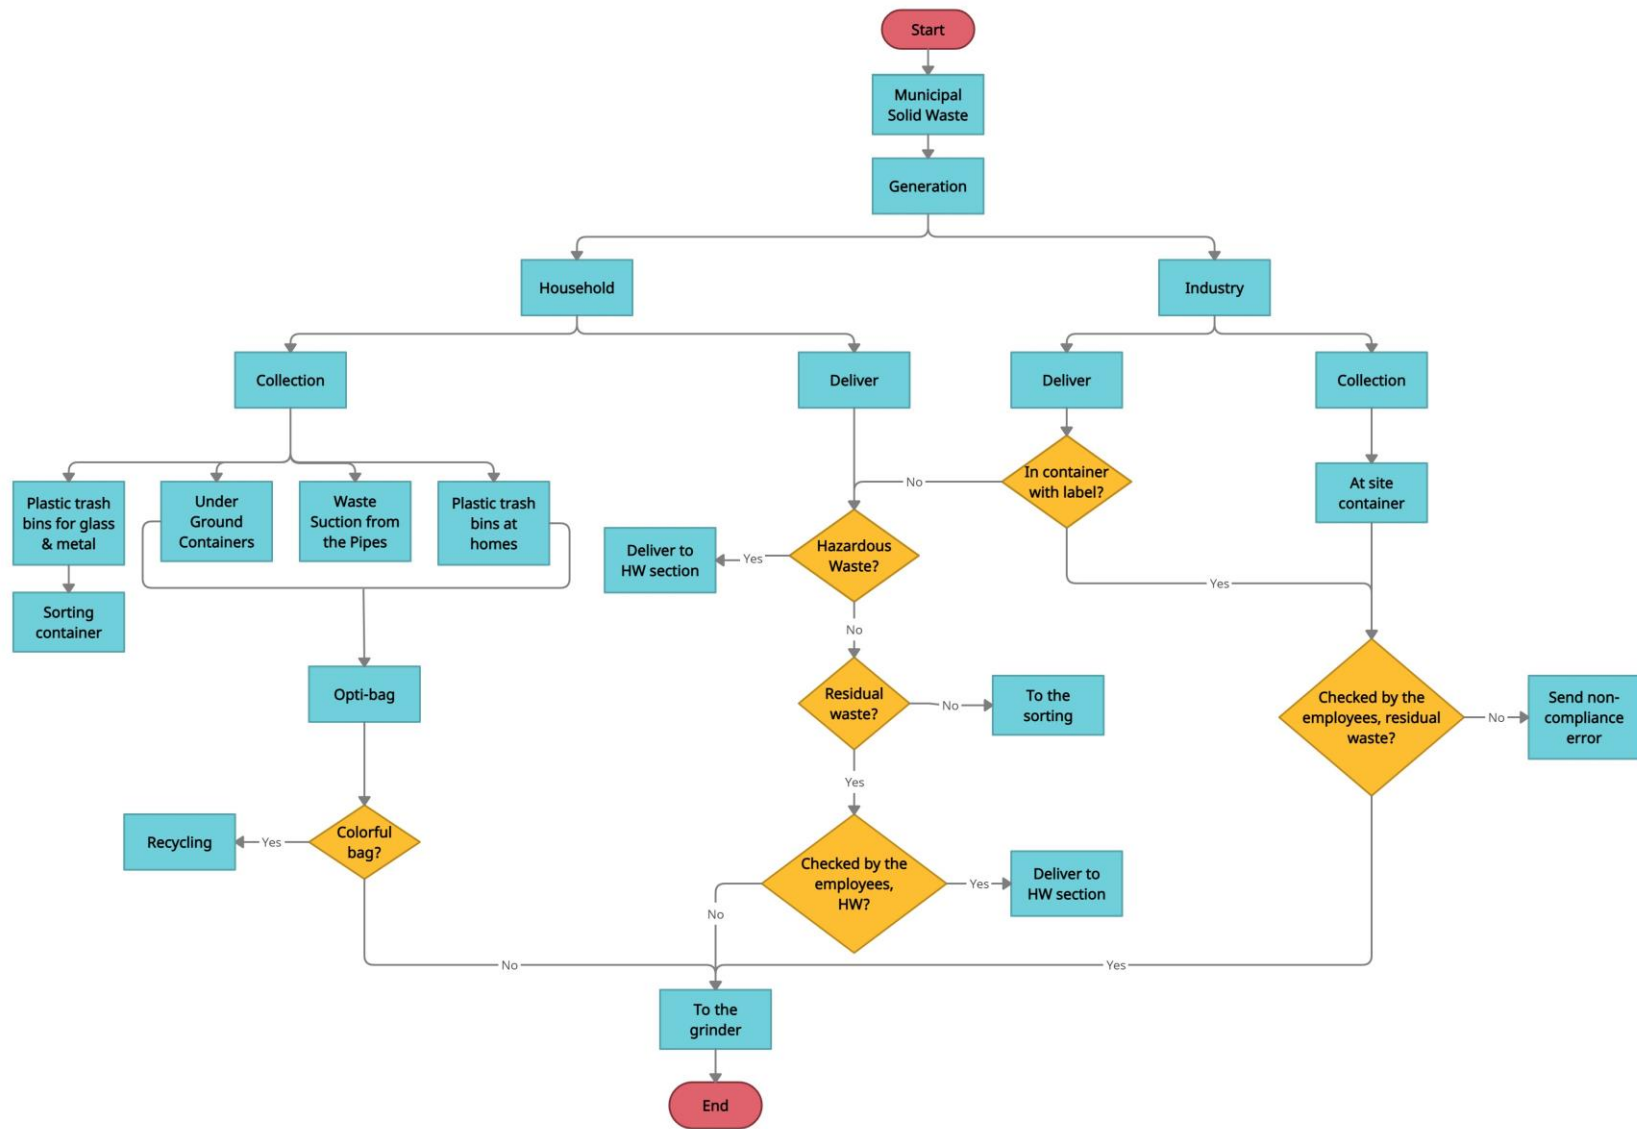 Start
Municipal
Solid Waste
Generation
Household
Industry
Collection
Deliver
Deliver
Collection
Plastic trash
bins for glass
& metal
Under
Ground
Containers
Waste
Suction from
the Pipes
Plastic trash
bins at
homes
In container
with label?
At site
container
No
Deliver to
HW section
Yes
Hazardous
Waste?
Yes
Sorting
container
No
Opti-bag
Residual
waste?
No
To the
sorting
Checked by the
employees, residual
waste?
No
Send non-
compliance
error
Yes
Recycling
Yes
Colorful
bag?
Checked by the
employees,
HW?
Yes
Deliver to
HW section
No
No
Yes
To the
grinder
End